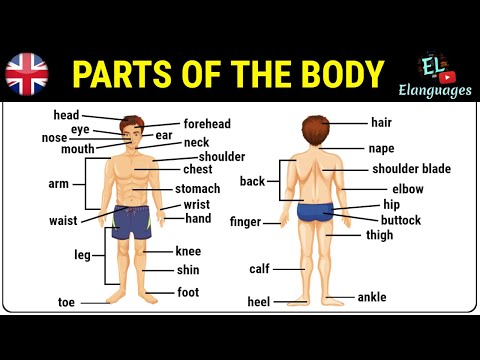 PARTS OF THE BODY
EL
Elanguages
head
eye
nose
mouth
arm
waist
leg
toe
forehead
ear
neck
shoulder
chest
stomach
wrist
hand
knee
shin
foot
hair
nape
shoulder blade
back
elbow
hip
finger
buttock
thigh
calf
heel
ankle